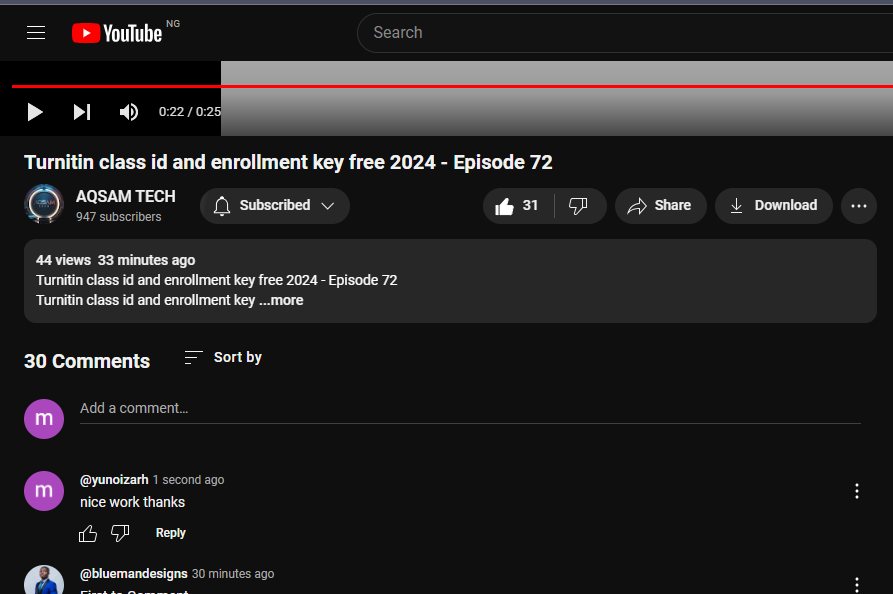 YouTube NG
Search
0:22 / 0:25
Turnitin class id and enrollment key free 2024 - Episode 72
AQSAM TECH
947 subscribers
Subscribed
31
Share
Download
44 views 33 minutes ago
Turnitin class id and enrollment key free 2024 - Episode 72
Turnitin class id and enrollment key ...more
30 Comments
Sort by
m
Add a comment...
m
@yunoizarh 1 second ago
nice work thanks
Reply
@bluemandesigns 30 minutes ago
First to Comment